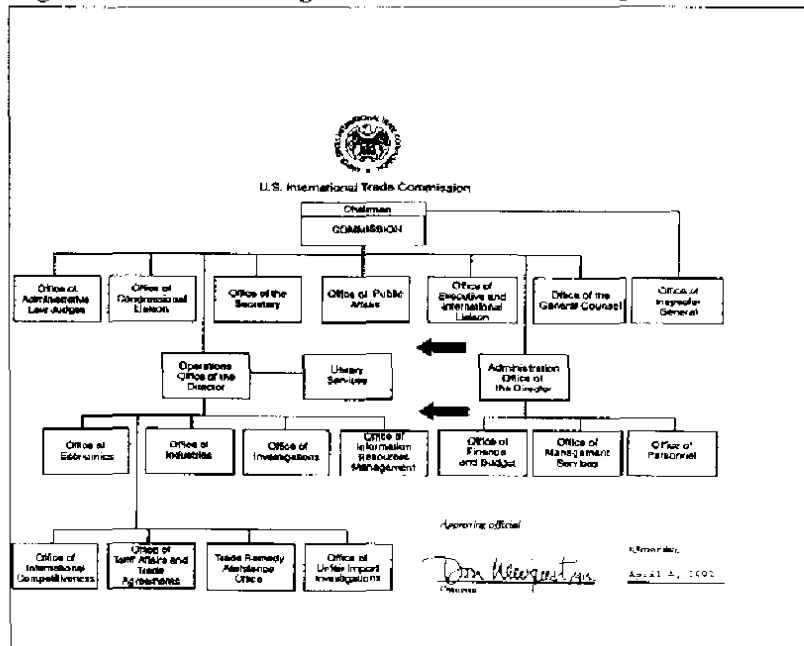 U.S. International Trade Commission
Chairman
COMMISSION
Office of
Administrative
Law Judges
Office of
Congressional
Liaison
Office of the
Secretary
Office of Public
Affairs
Office of
Executive and
International
Liaison
Office of the
General Counsel
Office of
Inspector
General
Operations
Office of the
Director
Library
Services
Administration
Office of
the Director
Office of
Economics
Office of
Industries
Office of
Investigations
Office of
Information
Resources
Management
Office of
Finance
and Budget
Office of
Management
Services
Office of
Personnel
Office of
International
Competitiveness
Office of
Tariff Affairs and
Trade
Agreements
Trade Remedy
Assistance
Office
Office of
Unfair Import
Investigations
Approving official
Don Newquist
Chairman